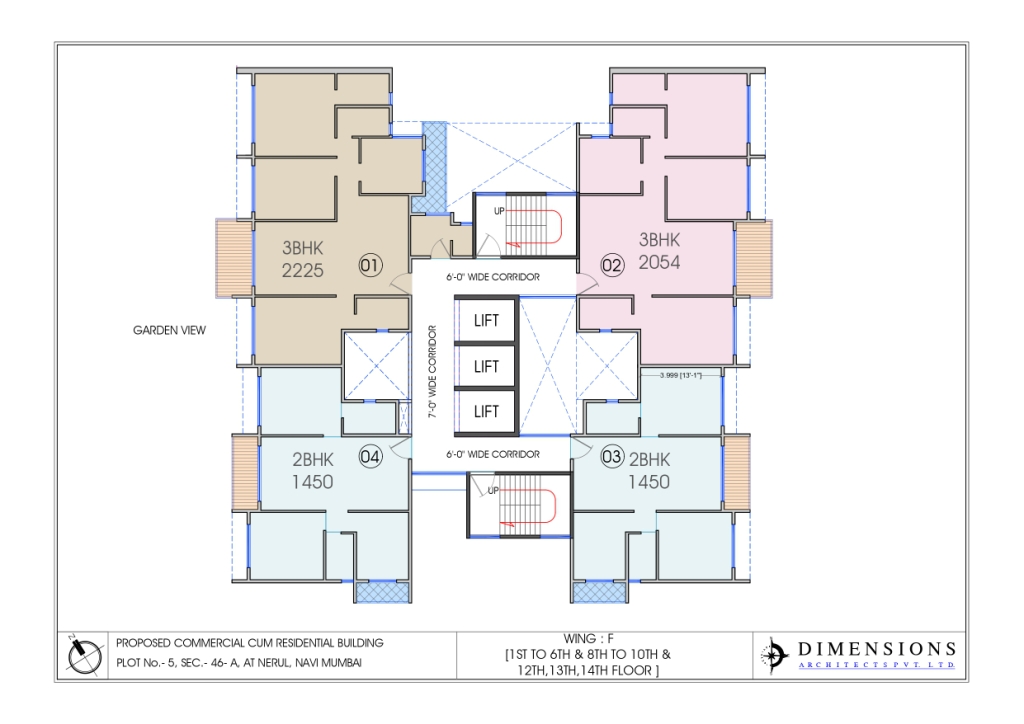 UP
3BHK
2225
01
6'-0" WIDE CORRIDOR
02
3BHK
2054
GARDEN VIEW
7'-0" WIDE CORRIDOR
LIFT
LIFT
LIFT
3.999 [13'-1"]
2BHK
1450
04
6'-0" WIDE CORRIDOR
03
2BHK
1450
UP
N
PROPOSED COMMERCIAL CUM RESIDENTIAL BUILDING
PLOT No.- 5, SEC.- 46- A, AT NERUL, NAVI MUMBAI
WING : F
[1ST TO 6TH & 8TH TO 10TH &
12TH,13TH,14TH FLOOR ]
DIMENSIONS
ARCHITECTS PVT. LTD.